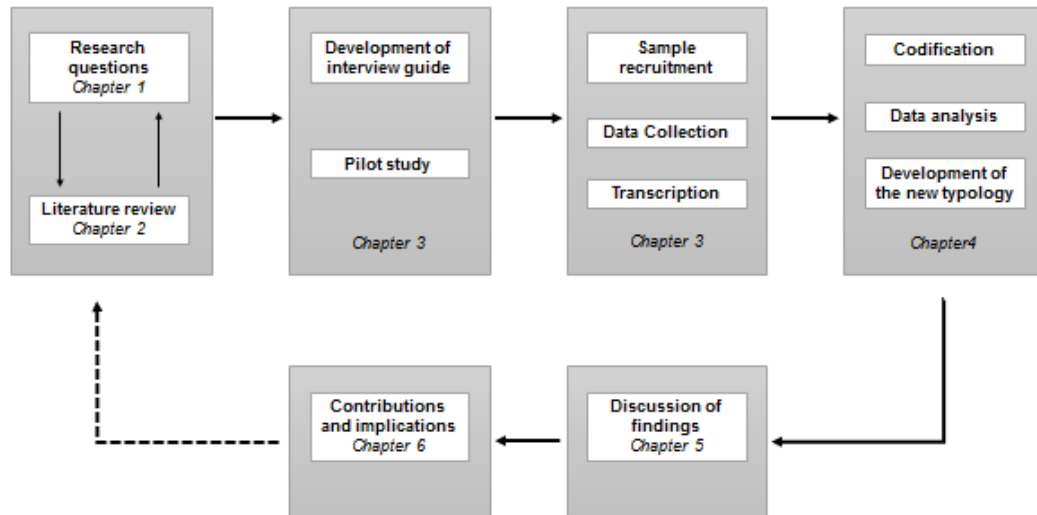 Research
questions
Chapter 1
Literature review
Chapter 2
Development of
interview guide
Pilot study
Chapter 3
Sample
recruitment
Data Collection
Transcription
Chapter 3
Codification
Data analysis
Development of
the new typology
Chapter4
Contributions
and implications
Chapter 6
Discussion of
findings
Chapter 5